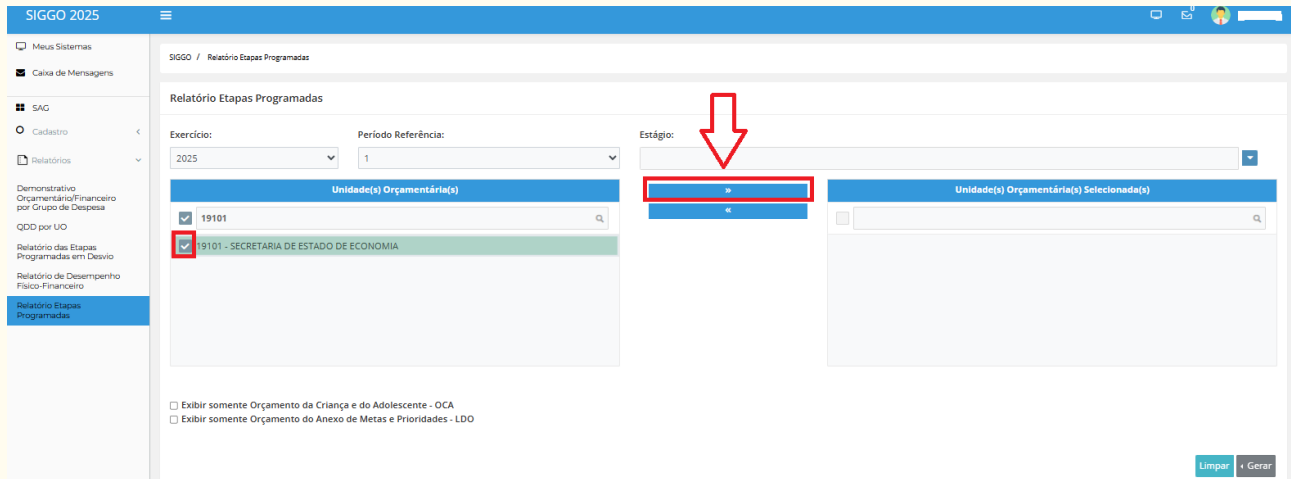 SIGGO 2025
0
Meus Sistemas
Caixa de Mensagens
SAG
Cadastro
Relatórios
Demonstrativo
Orçamentário/Financeiro
por Grupo de Despesa
QDD por UO
Relatório das Etapas
Programadas em Desvio
Relatório de Desempenho
Físico-Financeiro
Relatório Etapas
Programadas
SIGGO / Relatório Etapas Programadas
Relatório Etapas Programadas
Exercício: Período Referência: Estágio:
2025 1
Unidade(s) Orçamentária(s) » Unidade(s) Orçamentária(s) Selecionada(s)
19101 «
19101 - SECRETARIA DE ESTADO DE ECONOMIA
Exibir somente Orçamento da Criança e do Adolescente - OCA
Exibir somente Orçamento do Anexo de Metas e Prioridades - LDO
Limpar Gerar